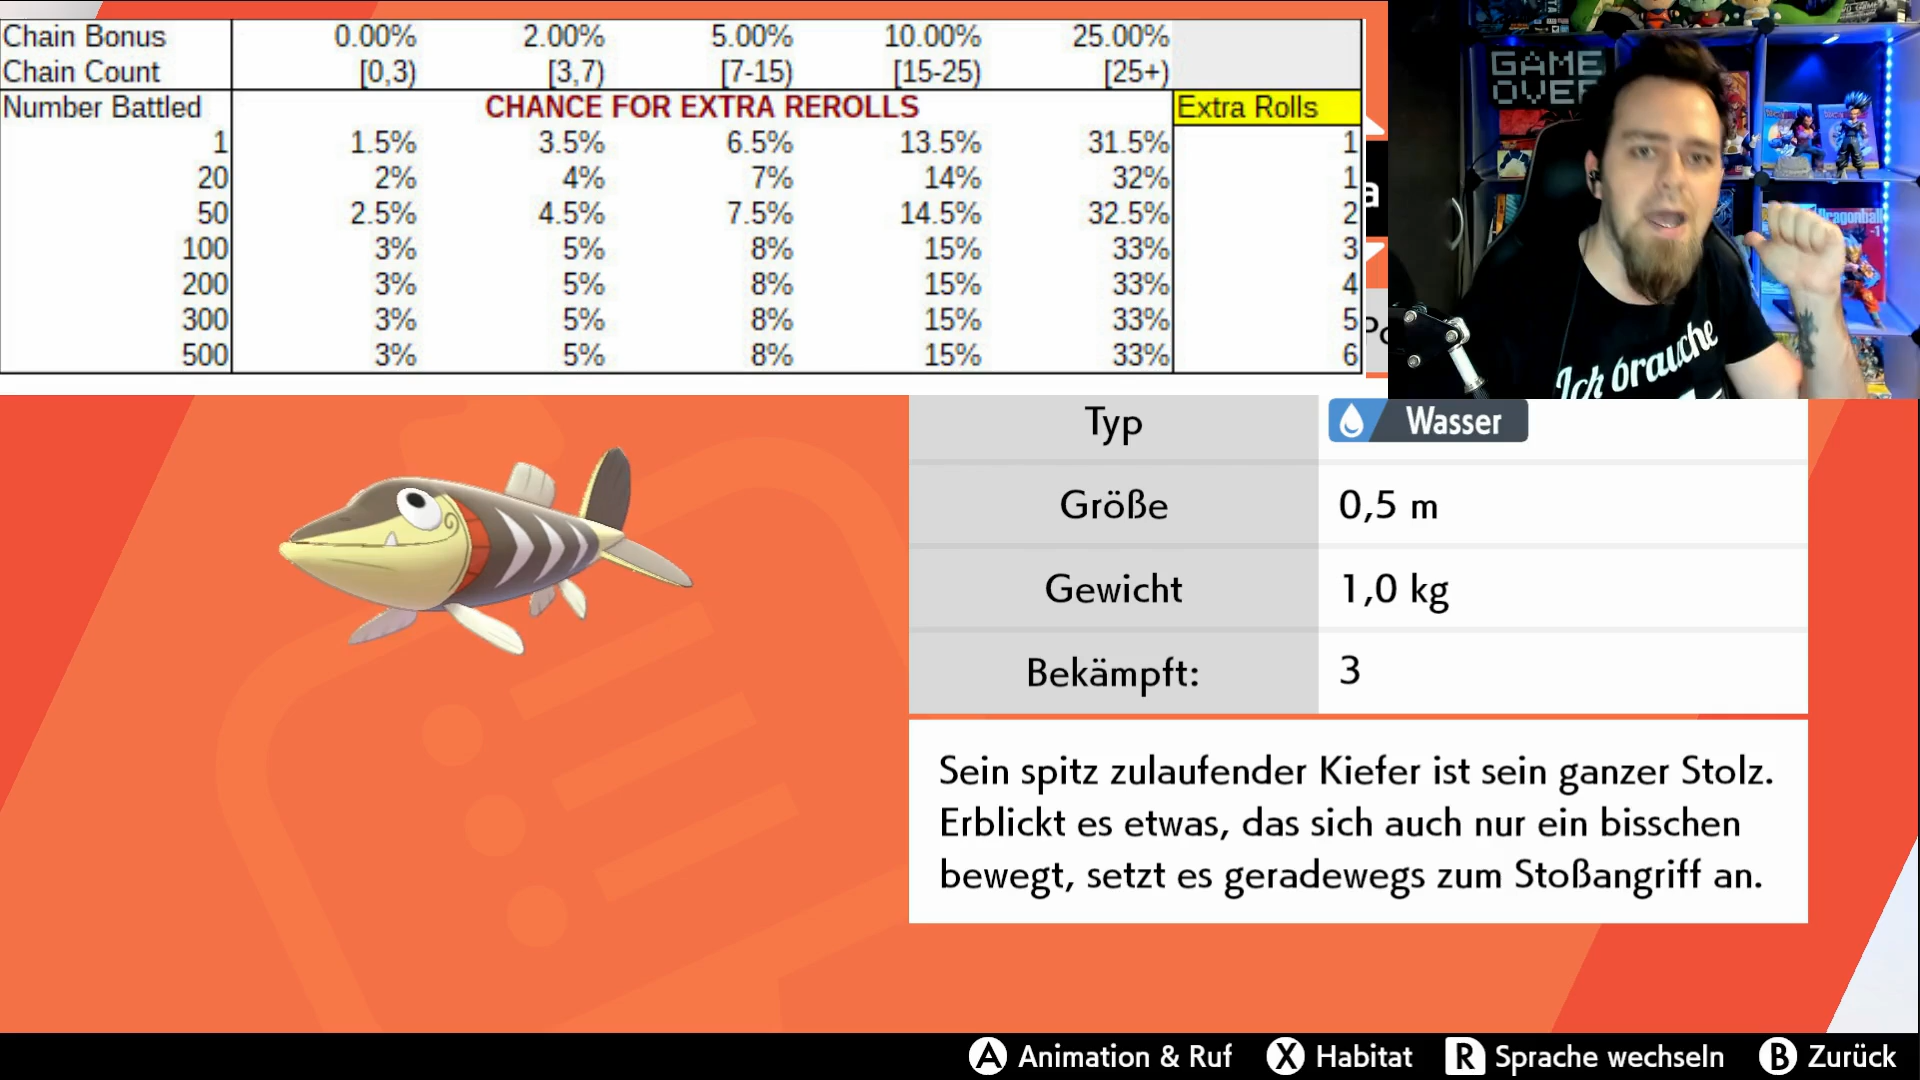 Chain Bonus 0.00% 2.00% 5.00% 10.00% 25.00%
Chain Count [0,3) [3,7) [7-15) [15-25) [25+)
Number Battled CHANCE FOR EXTRA REROLLS Extra Rolls
1 1.5% 3.5% 6.5% 13.5% 31.5% 1
20 2% 4% 7% 14% 32% 1
50 2.5% 4.5% 7.5% 14.5% 32.5% 2
100 3% 5% 8% 15% 33% 3
200 3% 5% 8% 15% 33% 4
300 3% 5% 8% 15% 33% 5
500 3% 5% 8% 15% 33% 6
GAME
OVER
Dragonball
Ich brauche
Typ Wasser
Größe 0,5 m
Gewicht 1,0 kg
Bekämpft: 3
Sein spitz zulaufender Kiefer ist sein ganzer Stolz.
Erblickt es etwas, das sich auch nur ein bisschen
bewegt, setzt es geradewegs zum Stoßangriff an.
A Animation & Ruf X Habitat R Sprache wechseln B Zurück